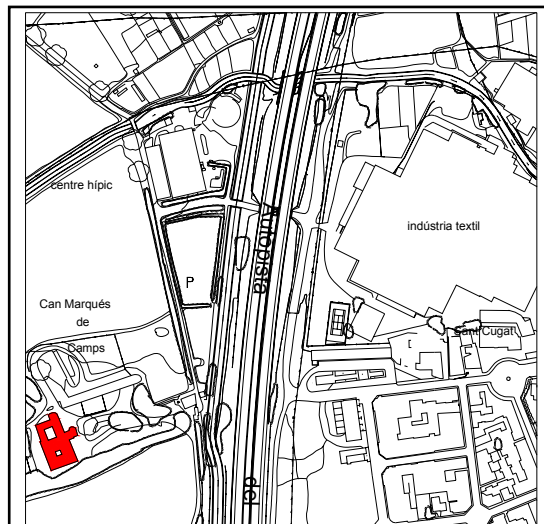 centre hípic
Autopista
indústria textil
P
Can Marqués
de
Camps
Sant Cugat
del